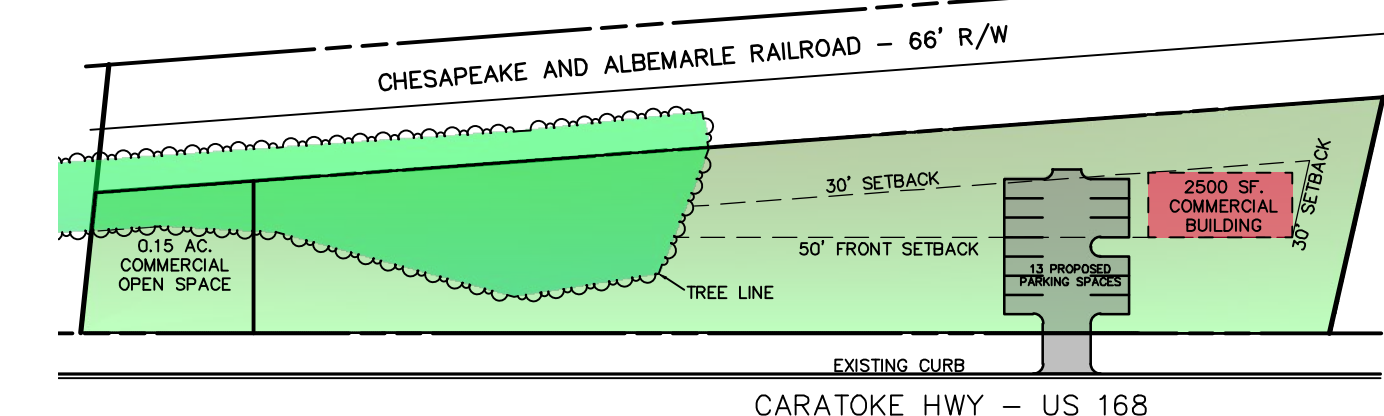 CHESAPEAKE AND ALBEMARLE RAILROAD – 66' R/W
30' SETBACK
2500 SF.
COMMERCIAL
BUILDING
30' SETBACK
50' FRONT SETBACK
0.15 AC.
COMMERCIAL
OPEN SPACE
13 PROPOSED
PARKING SPACES
TREE LINE
EXISTING CURB
CARATOKE HWY – US 168